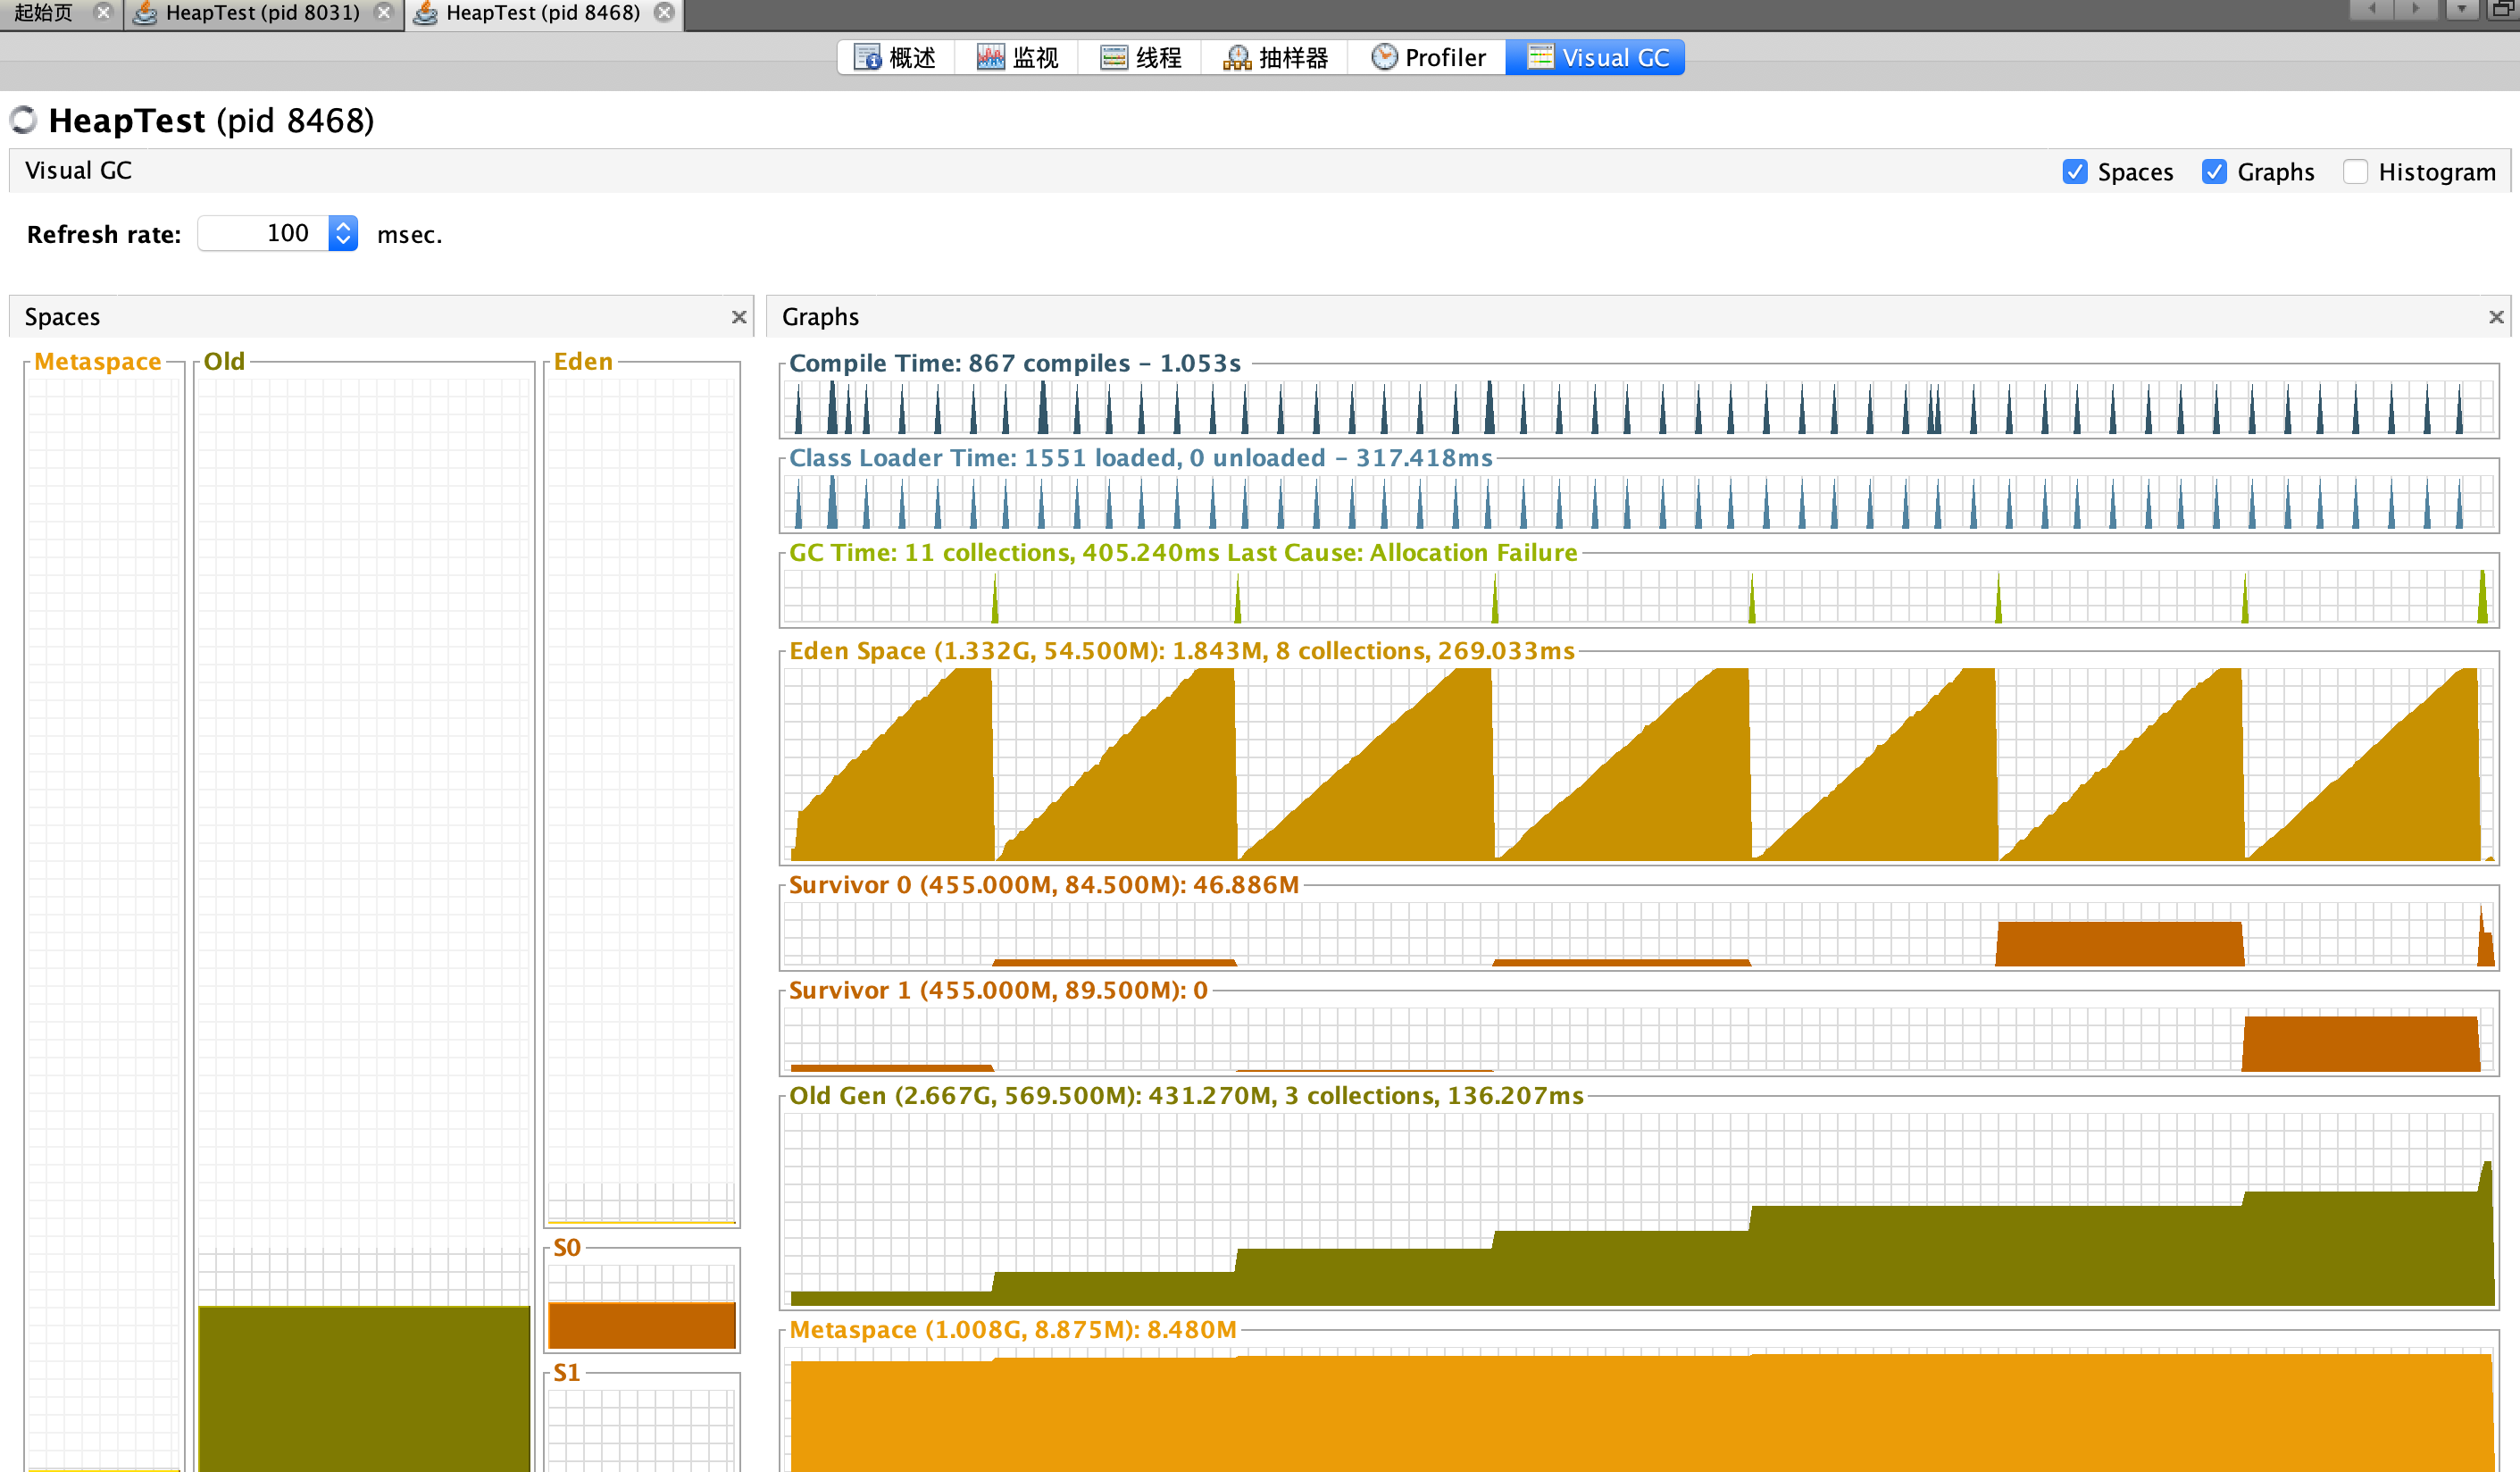 起始页 HeapTest (pid 8031) HeapTest (pid 8468)
概述 监视 线程 抽样器 Profiler Visual GC
HeapTest (pid 8468)
Visual GC Spaces Graphs Histogram
Refresh rate: 100 msec.
Spaces Graphs
Metaspace Old Eden
Compile Time: 867 compiles – 1.053s
Class Loader Time: 1551 loaded, 0 unloaded – 317.418ms
GC Time: 11 collections, 405.240ms Last Cause: Allocation Failure
Eden Space (1.332G, 54.500M): 1.843M, 8 collections, 269.033ms
Survivor 0 (455.000M, 84.500M): 46.886M
Survivor 1 (455.000M, 89.500M): 0
Old Gen (2.667G, 569.500M): 431.270M, 3 collections, 136.207ms
S0
Metaspace (1.008G, 8.875M): 8.480M
S1